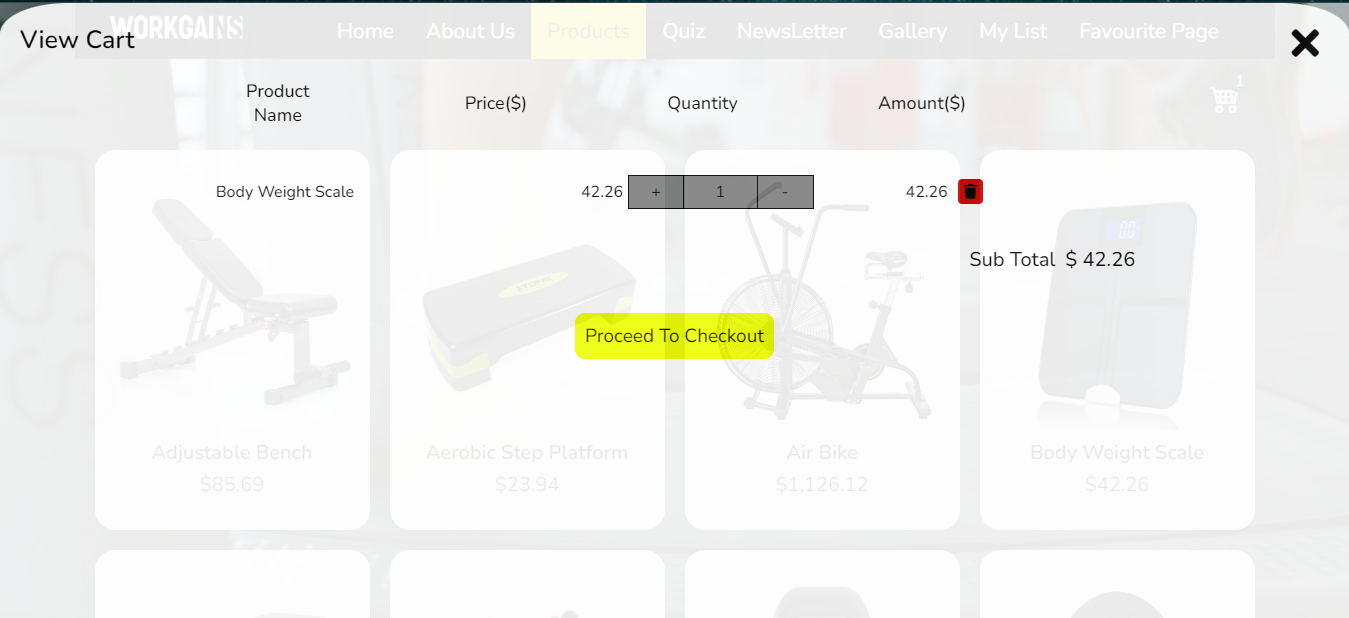 WORKGAINS
Home About Us Products Quiz NewsLetter Gallery My List Favourite Page
View Cart
1
Product
Name
Price($) Quantity Amount($)
Body Weight Scale 42.26 + 1 - 42.26
Sub Total $ 42.26
Proceed To Checkout
Adjustable Bench
$85.69
Aerobic Step Platform
$23.94
Air Bike
$1,126.12
Body Weight Scale
$42.26